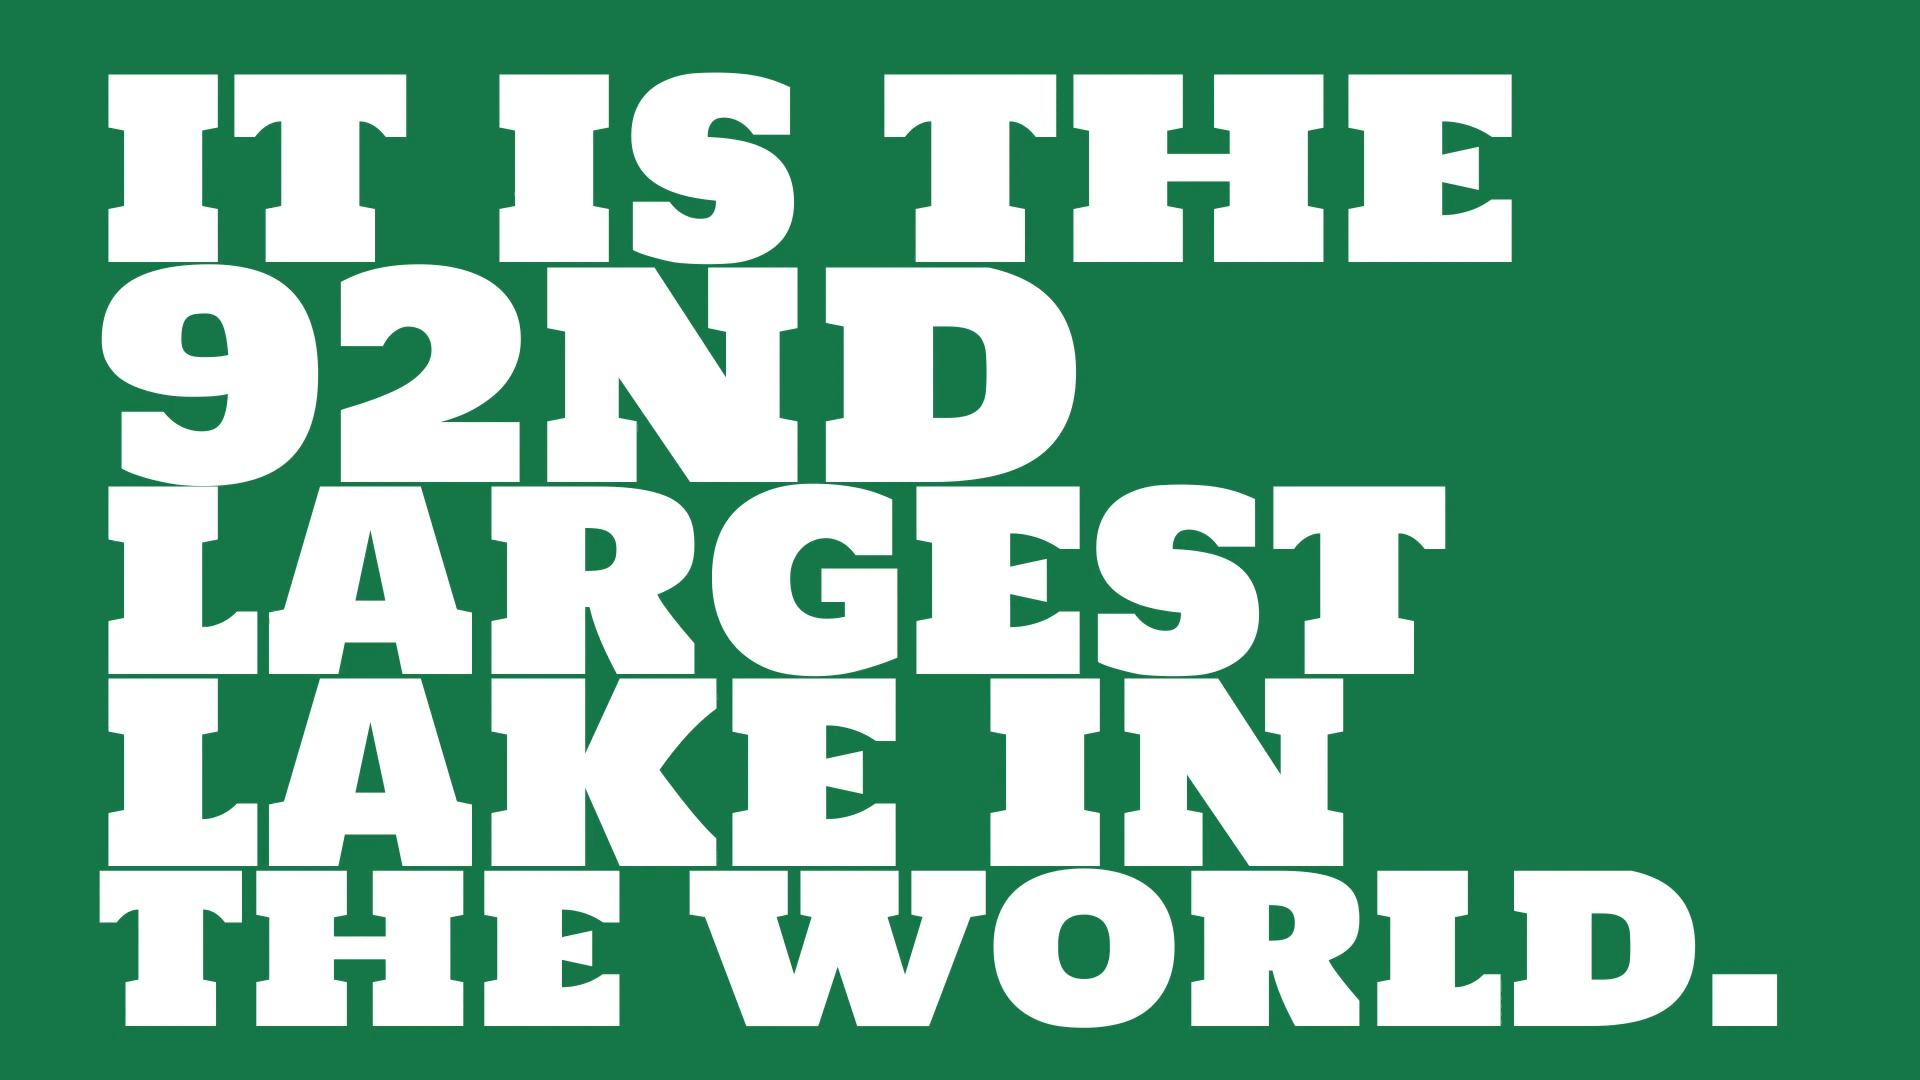 IT IS THE
92ND
LARGEST
LAKE IN
THE WORLD.